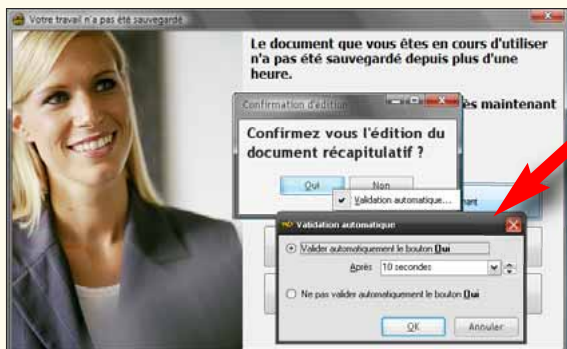 Votre travail n'a pas été sauvegardé
Le document que vous êtes en cours d'utiliser
n'a pas été sauvegardé depuis plus d'une
heure.
ès maintenant
Confirmation d'édition
Confirmez vous l'édition du
document récapitulatif ?
Oui
Non
Validation automatique...
nant
Validation automatique
Valider automatiquement le bouton Oui
Après
10 secondes
Ne pas valider automatiquement le bouton Oui
OK
Annuler